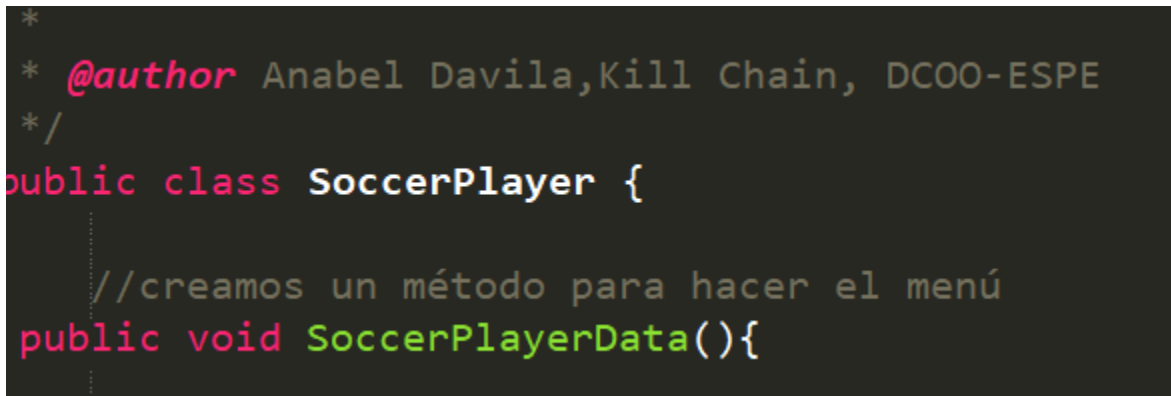 *
* @author Anabel Davila,Kill Chain, DCOO-ESPE
*/
public class SoccerPlayer {
//creamos un método para hacer el menú
public void SoccerPlayerData(){